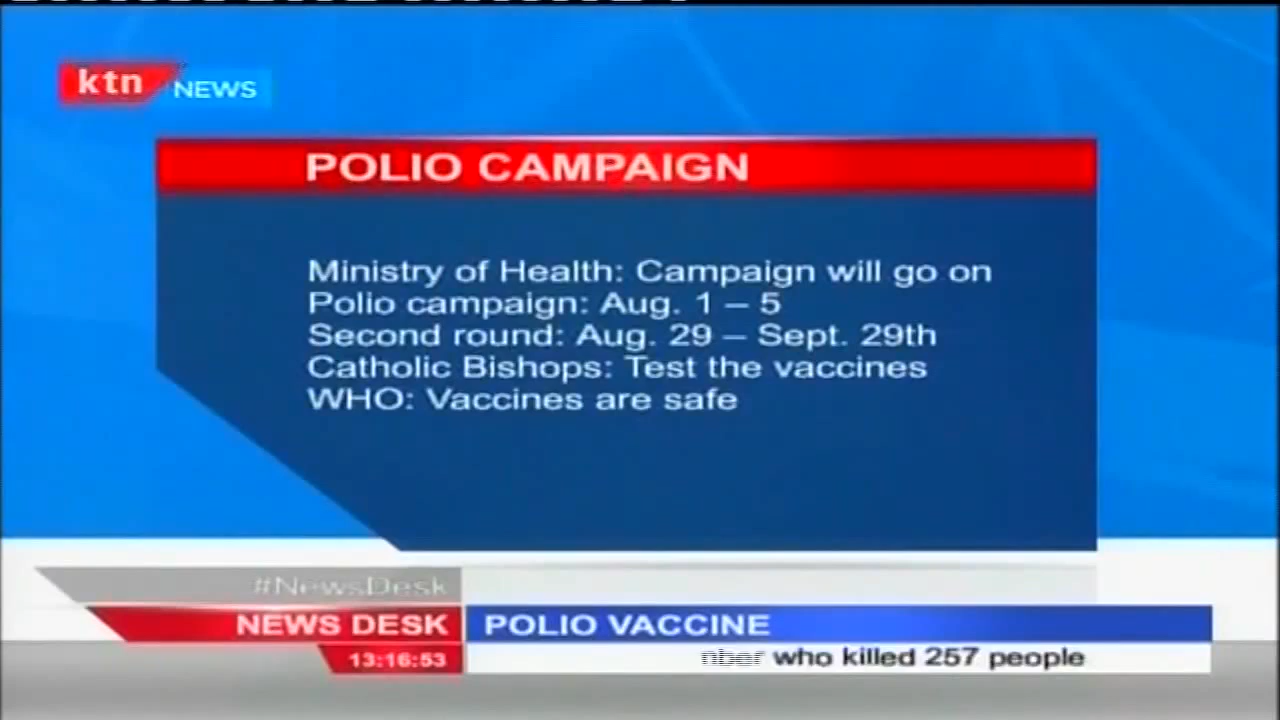 ktn NEWS
POLIO CAMPAIGN
Ministry of Health: Campaign will go on
Polio campaign: Aug. 1 – 5
Second round: Aug. 29 – Sept. 29th
Catholic Bishops: Test the vaccines
WHO: Vaccines are safe
#NewsDesk
NEWS DESK
POLIO VACCINE
13:16:53
who killed 257 people